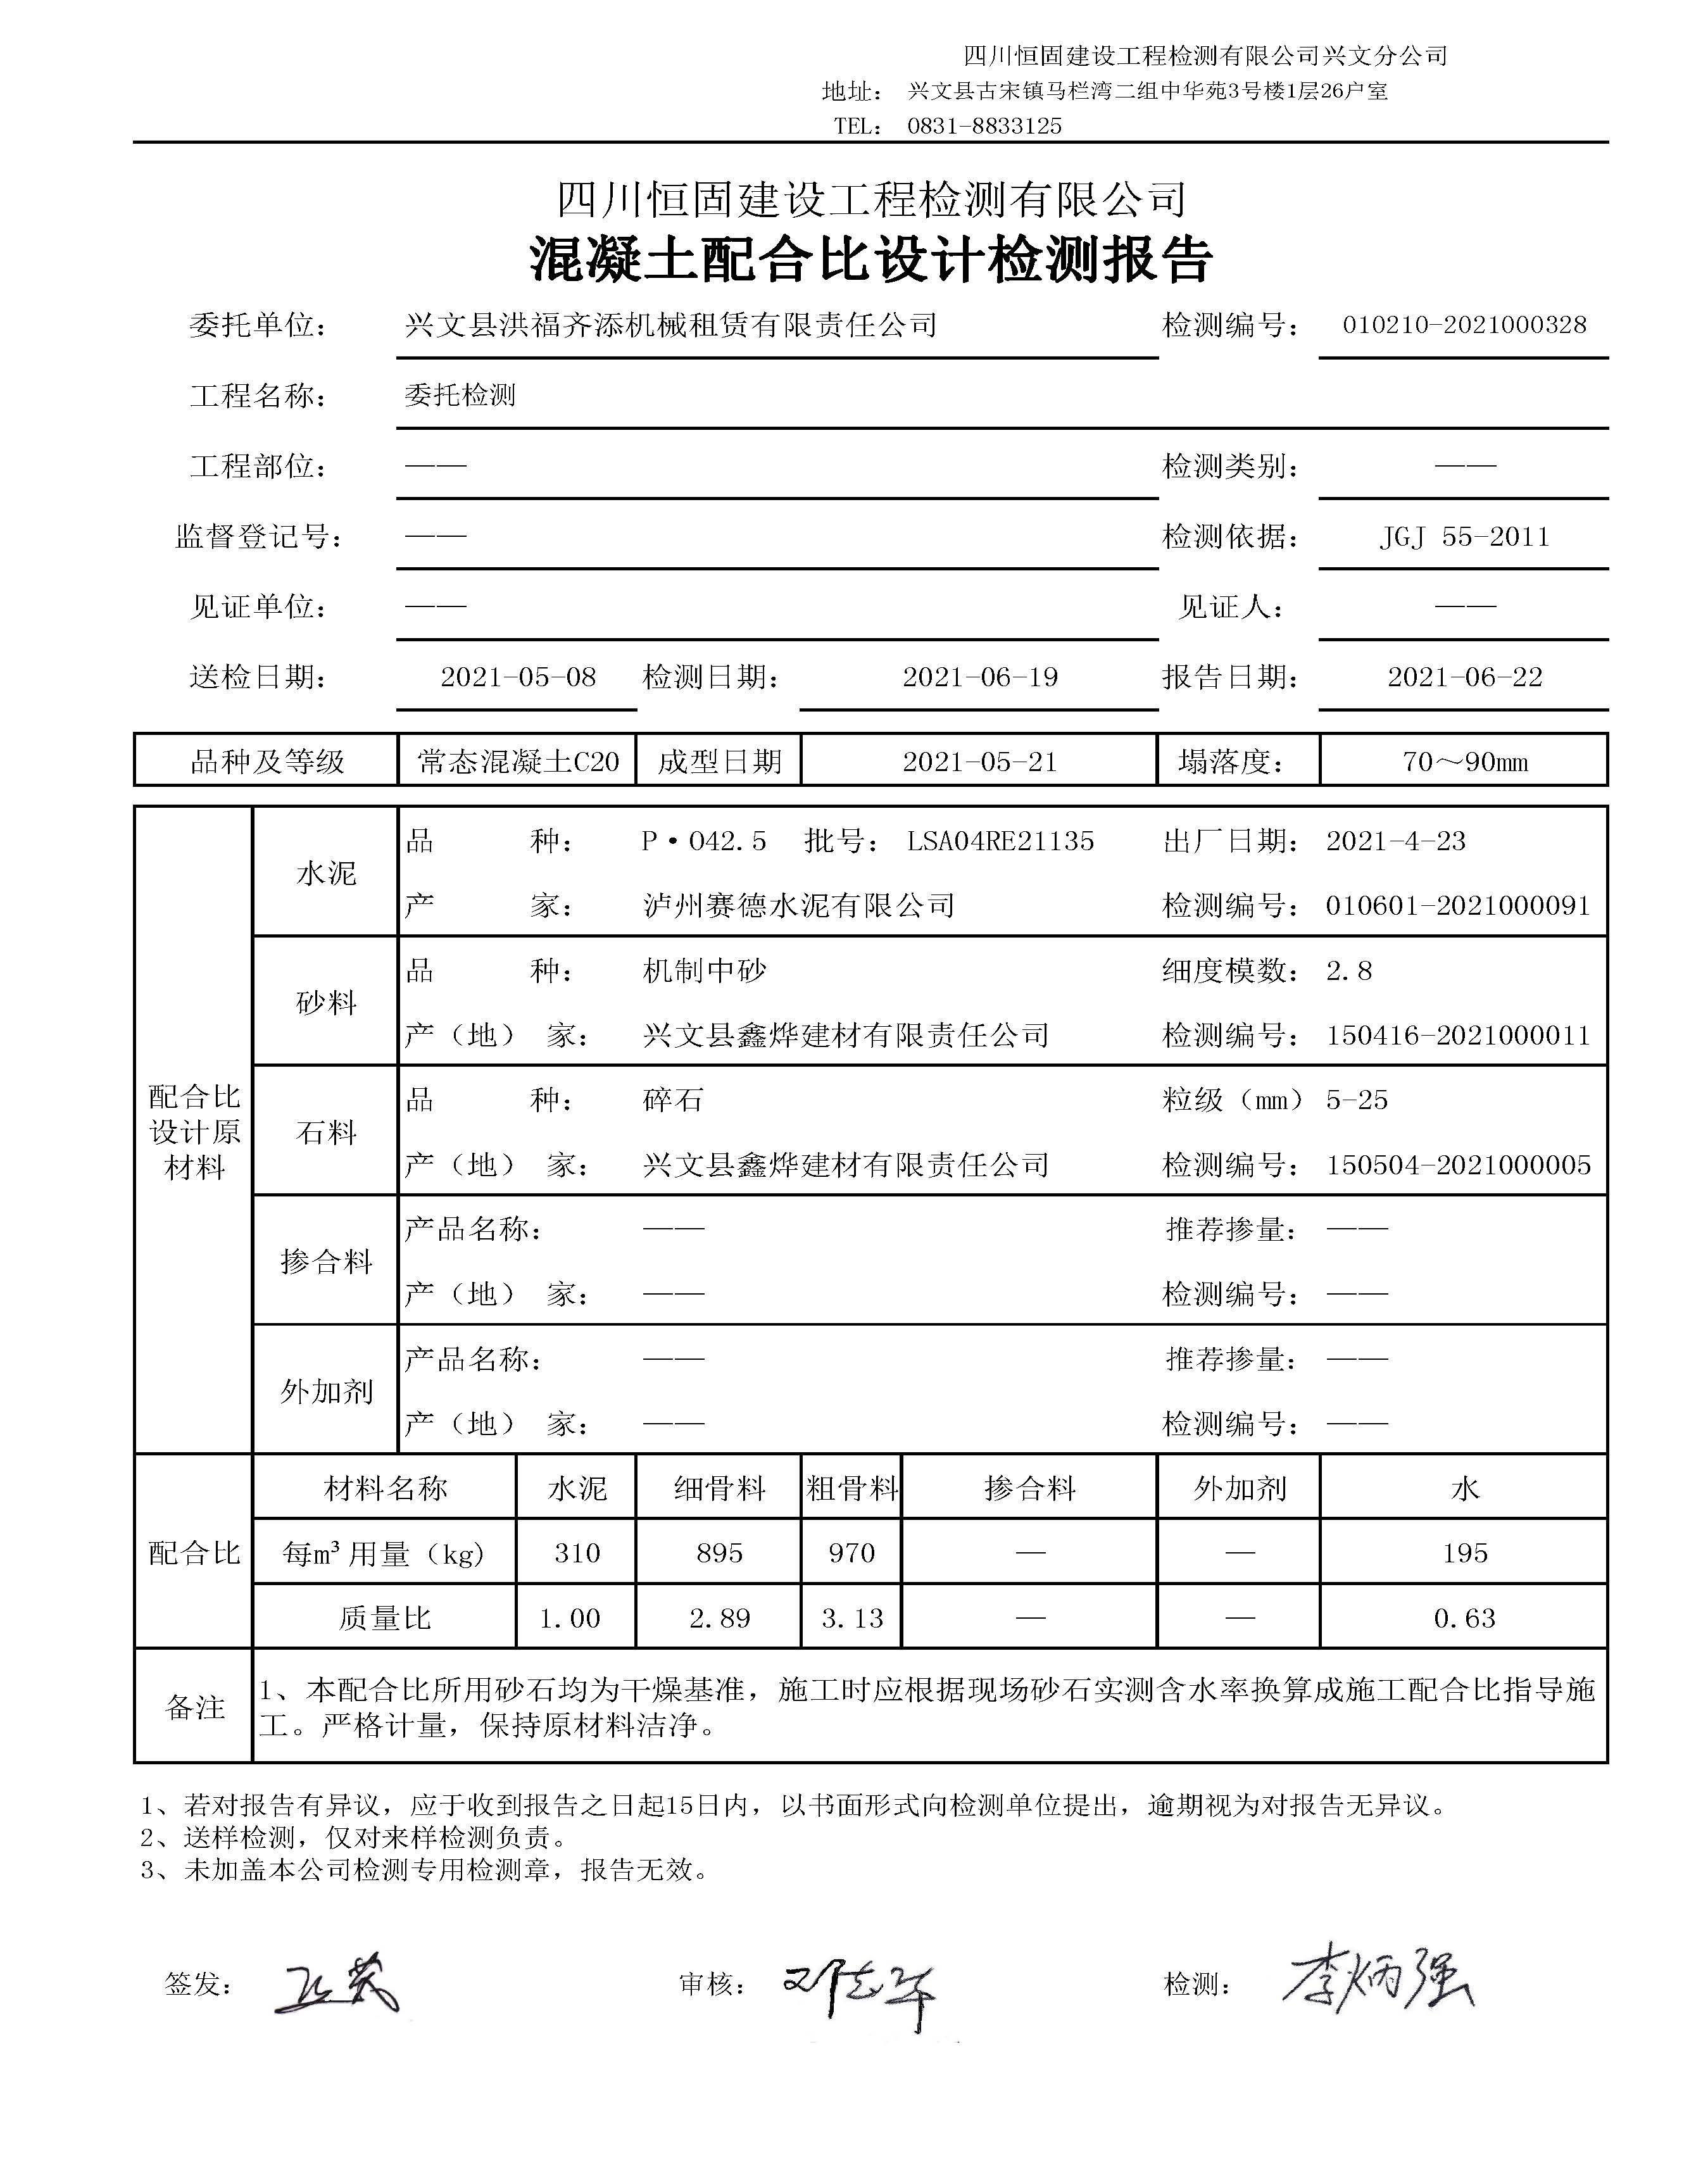 四川恒固建设工程检测有限公司兴文分公司
地址： 兴文县古宋镇马栏湾二组中华苑3号楼1层26户室
TEL： 0831-8833125
四川恒固建设工程检测有限公司
混凝土配合比设计检测报告
委托单位： 兴文县洪福齐添机械租赁有限责任公司 检测编号： 010210-2021000328
工程名称： 委托检测
工程部位： —— 检测类别： ——
监督登记号： —— 检测依据： JGJ 55-2011
见证单位： —— 见证人： ——
送检日期： 2021-05-08 检测日期： 2021-06-19 报告日期： 2021-06-22
品种及等级 常态混凝土C20 成型日期 2021-05-21 塌落度： 70～90mm
配合比设计原材料
水泥
品 种： P·O42.5 批号： LSA04RE21135 出厂日期： 2021-4-23
产 家： 泸州赛德水泥有限公司 检测编号： 010601-2021000091
砂料
品 种： 机制中砂 细度模数： 2.8
产（地） 家： 兴文县鑫烨建材有限责任公司 检测编号： 150416-2021000011
石料
品 种： 碎石 粒级（mm） 5-25
产（地） 家： 兴文县鑫烨建材有限责任公司 检测编号： 150504-2021000005
掺合料
产品名称： —— 推荐掺量： ——
产（地） 家： —— 检测编号： ——
外加剂
产品名称： —— 推荐掺量： ——
产（地） 家： —— 检测编号： ——
配合比
材料名称 水泥 细骨料 粗骨料 掺合料 外加剂 水
每m³用量（kg） 310 895 970 — — 195
质量比 1.00 2.89 3.13 — — 0.63
备注
1、本配合比所用砂石均为干燥基准，施工时应根据现场砂石实测含水率换算成施工配合比指导施
工。严格计量，保持原材料洁净。
1、若对报告有异议，应于收到报告之日起15日内，以书面形式向检测单位提出，逾期视为对报告无异议。
2、送样检测，仅对来样检测负责。
3、未加盖本公司检测专用检测章，报告无效。
签发： 审核： 检测： 李炳强